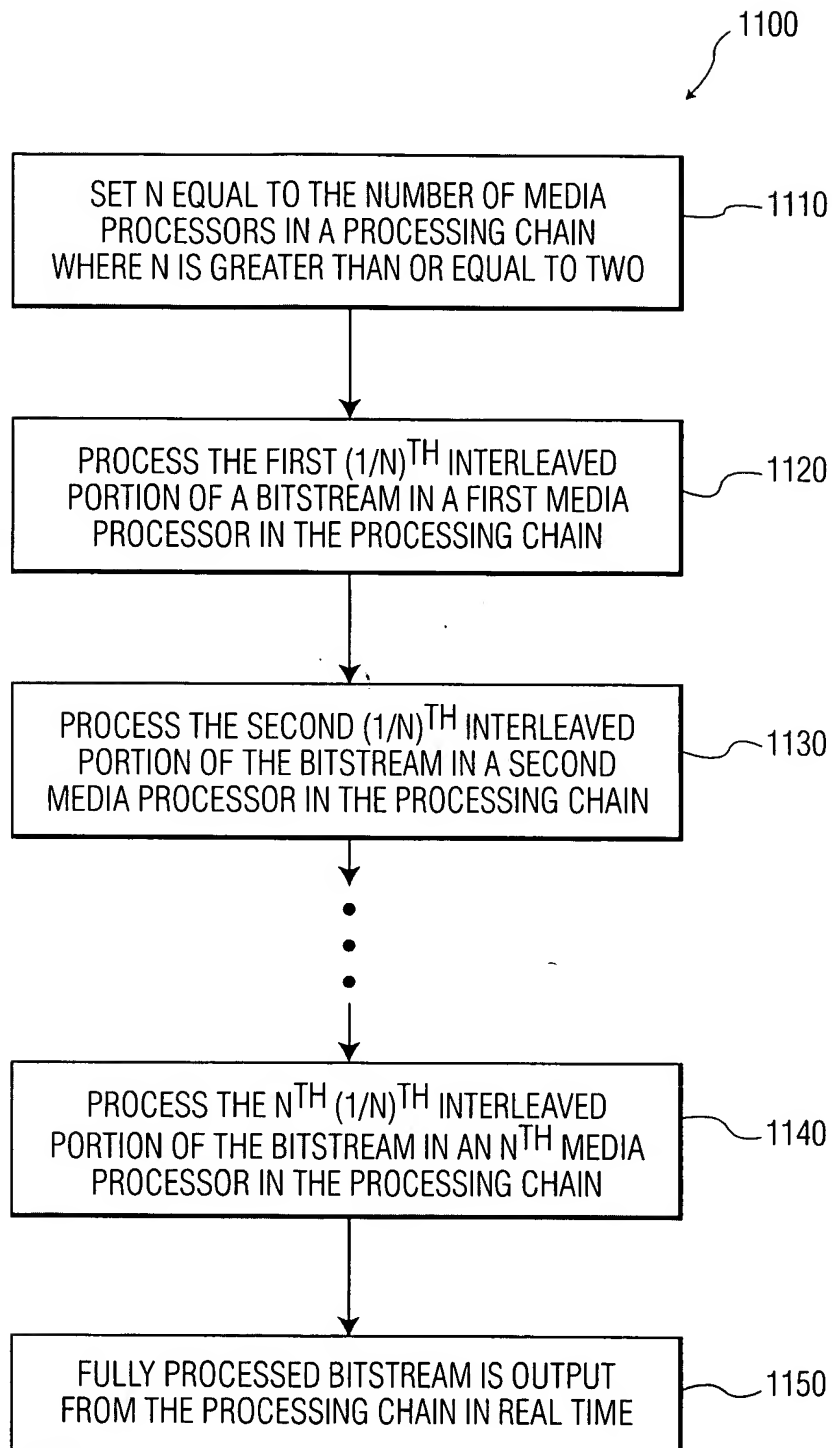 1100
SET N EQUAL TO THE NUMBER OF MEDIA
PROCESSORS IN A PROCESSING CHAIN
WHERE N IS GREATER THAN OR EQUAL TO TWO
1110
PROCESS THE FIRST (1/N)TH INTERLEAVED
PORTION OF A BITSTREAM IN A FIRST MEDIA
PROCESSOR IN THE PROCESSING CHAIN
1120
PROCESS THE SECOND (1/N)TH INTERLEAVED
PORTION OF THE BITSTREAM IN A SECOND
MEDIA PROCESSOR IN THE PROCESSING CHAIN
1130
PROCESS THE NTH (1/N)TH INTERLEAVED
PORTION OF THE BITSTREAM IN AN NTH MEDIA
PROCESSOR IN THE PROCESSING CHAIN
1140
FULLY PROCESSED BITSTREAM IS OUTPUT
FROM THE PROCESSING CHAIN IN REAL TIME
1150